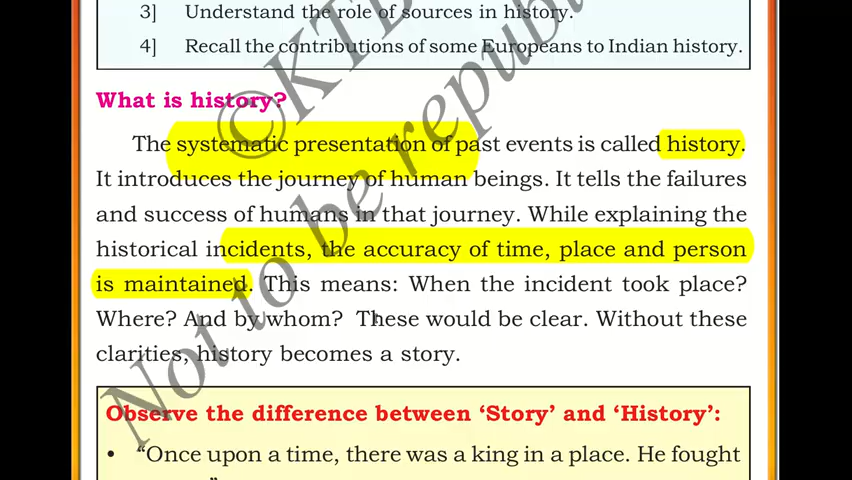 3] Understand the role of sources in history.
4] Recall the contributions of some Europeans to Indian history.
What is history?
The systematic presentation of past events is called history.
It introduces the journey of human beings. It tells the failures
and success of humans in that journey. While explaining the
historical incidents, the accuracy of time, place and person
is maintained. This means: When the incident took place?
Where? And by whom? These would be clear. Without these
clarities, history becomes a story.
Observe the difference between ‘Story’ and ‘History’:
• “Once upon a time, there was a king in a place. He fought
©KTB
Not to be republ